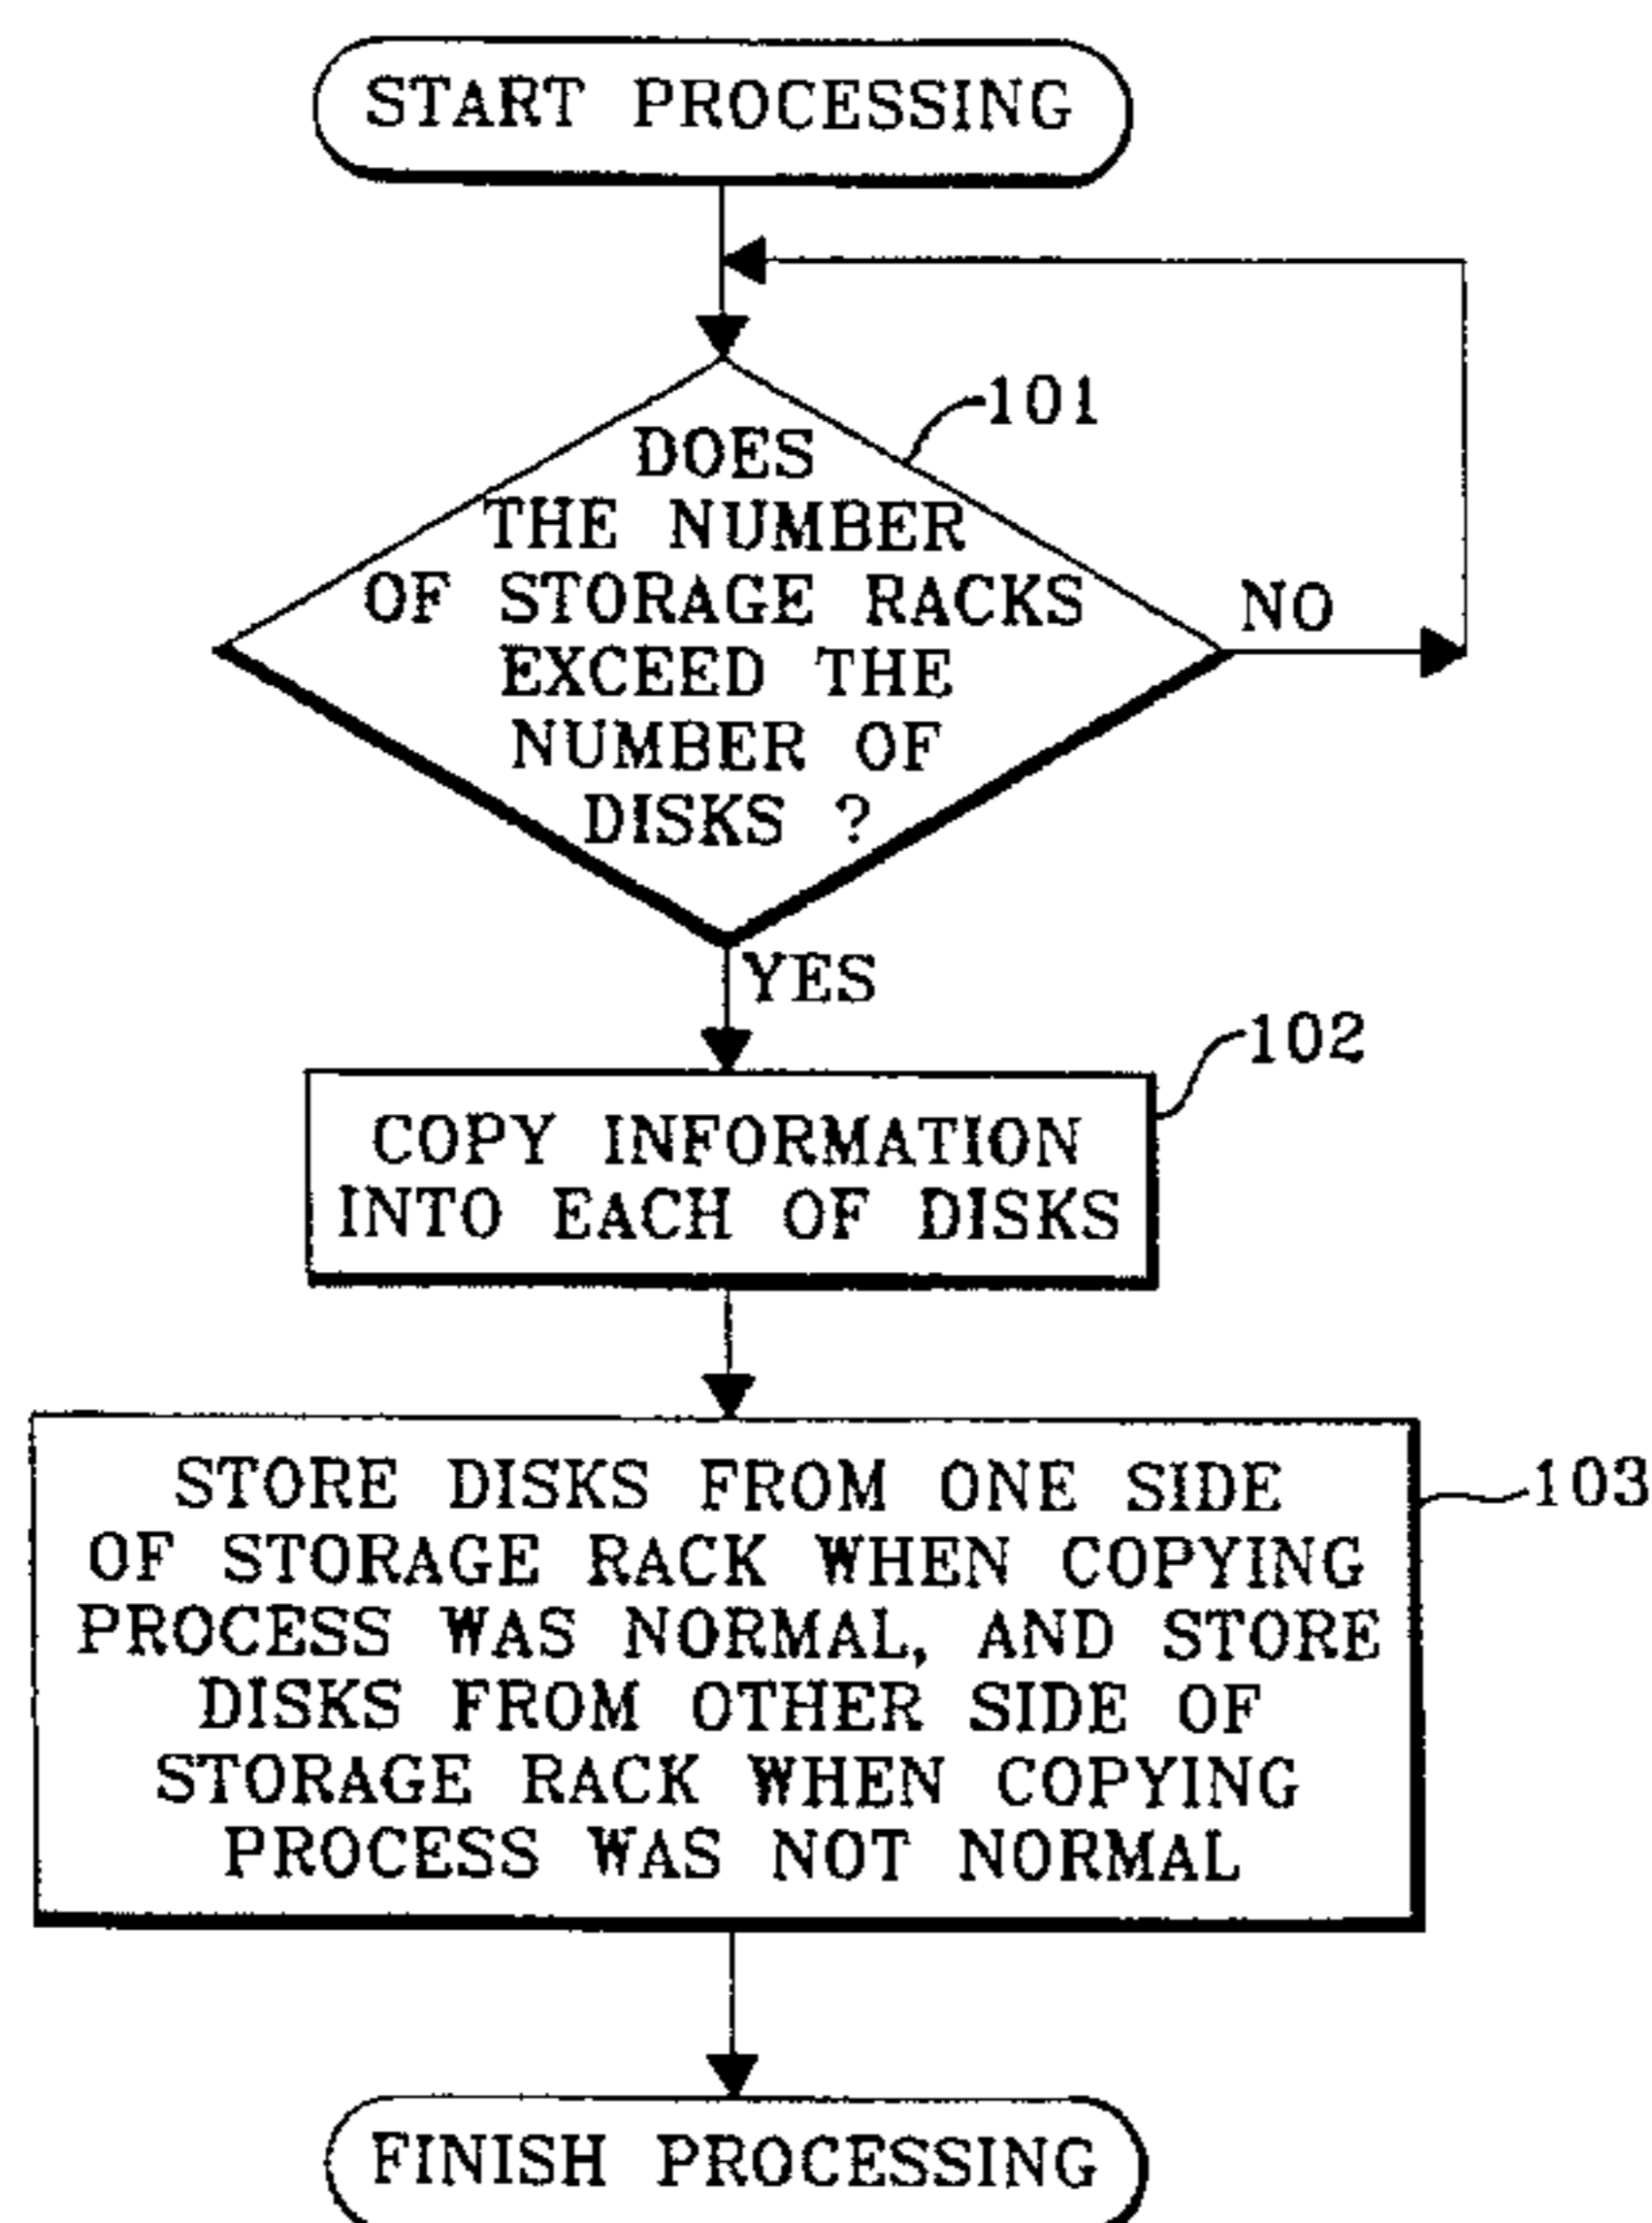 START PROCESSING
101
DOES
THE NUMBER
OF STORAGE RACKS
EXCEED THE
NUMBER OF
DISKS ?
NO
YES
102
COPY INFORMATION
INTO EACH OF DISKS
103
STORE DISKS FROM ONE SIDE
OF STORAGE RACK WHEN COPYING
PROCESS WAS NORMAL, AND STORE
DISKS FROM OTHER SIDE OF
STORAGE RACK WHEN COPYING
PROCESS WAS NOT NORMAL
FINISH PROCESSING